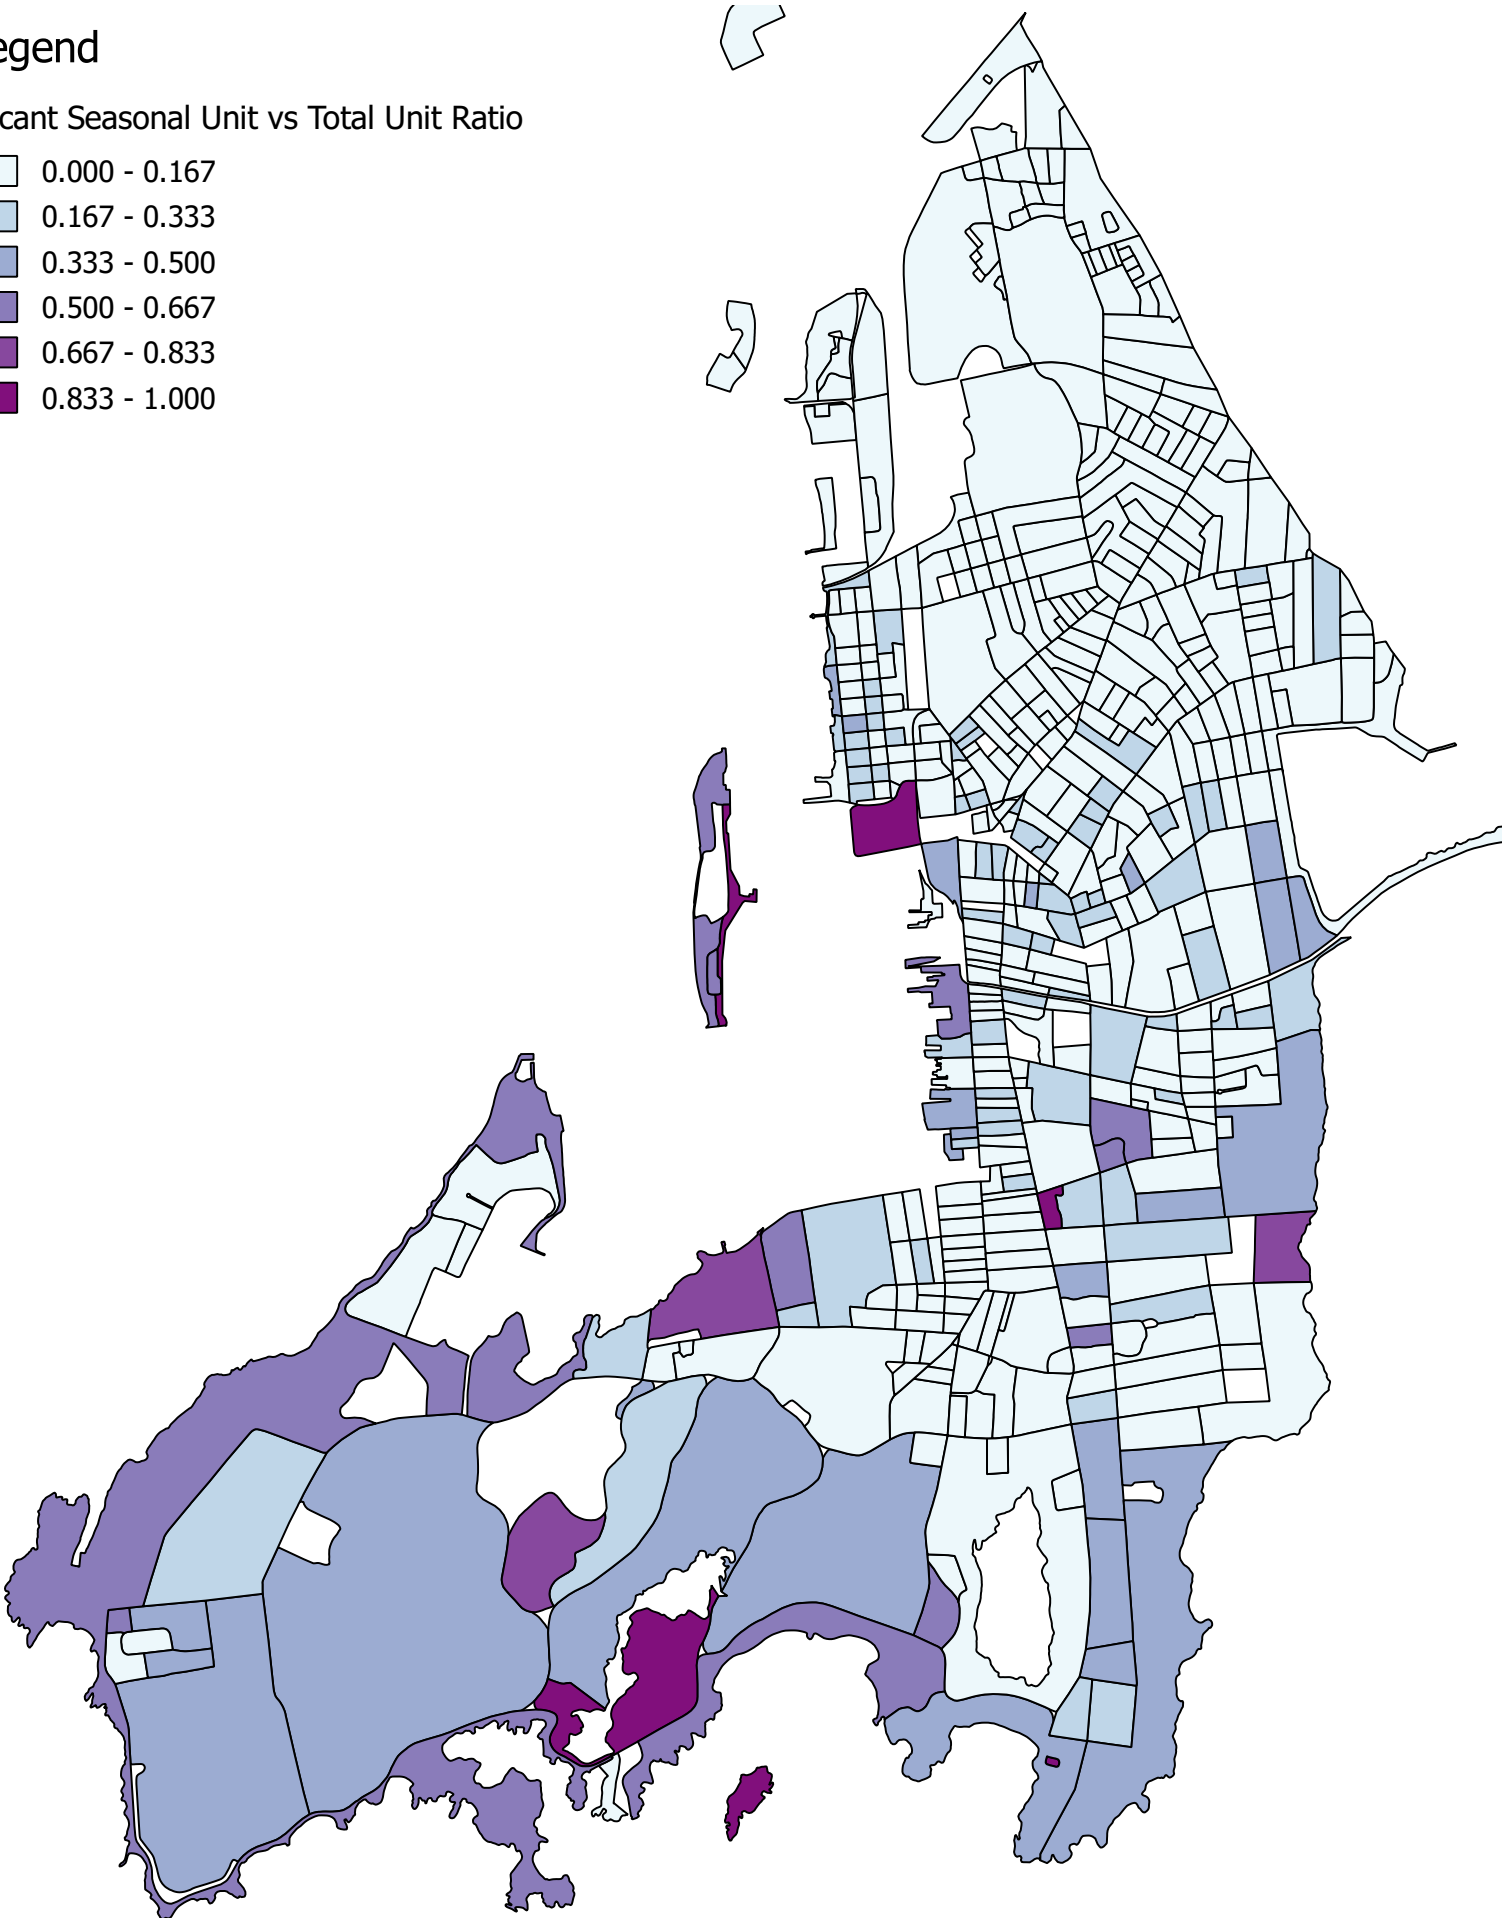 egend
cant Seasonal Unit vs Total Unit Ratio
0.000 - 0.167
0.167 - 0.333
0.333 - 0.500
0.500 - 0.667
0.667 - 0.833
0.833 - 1.000